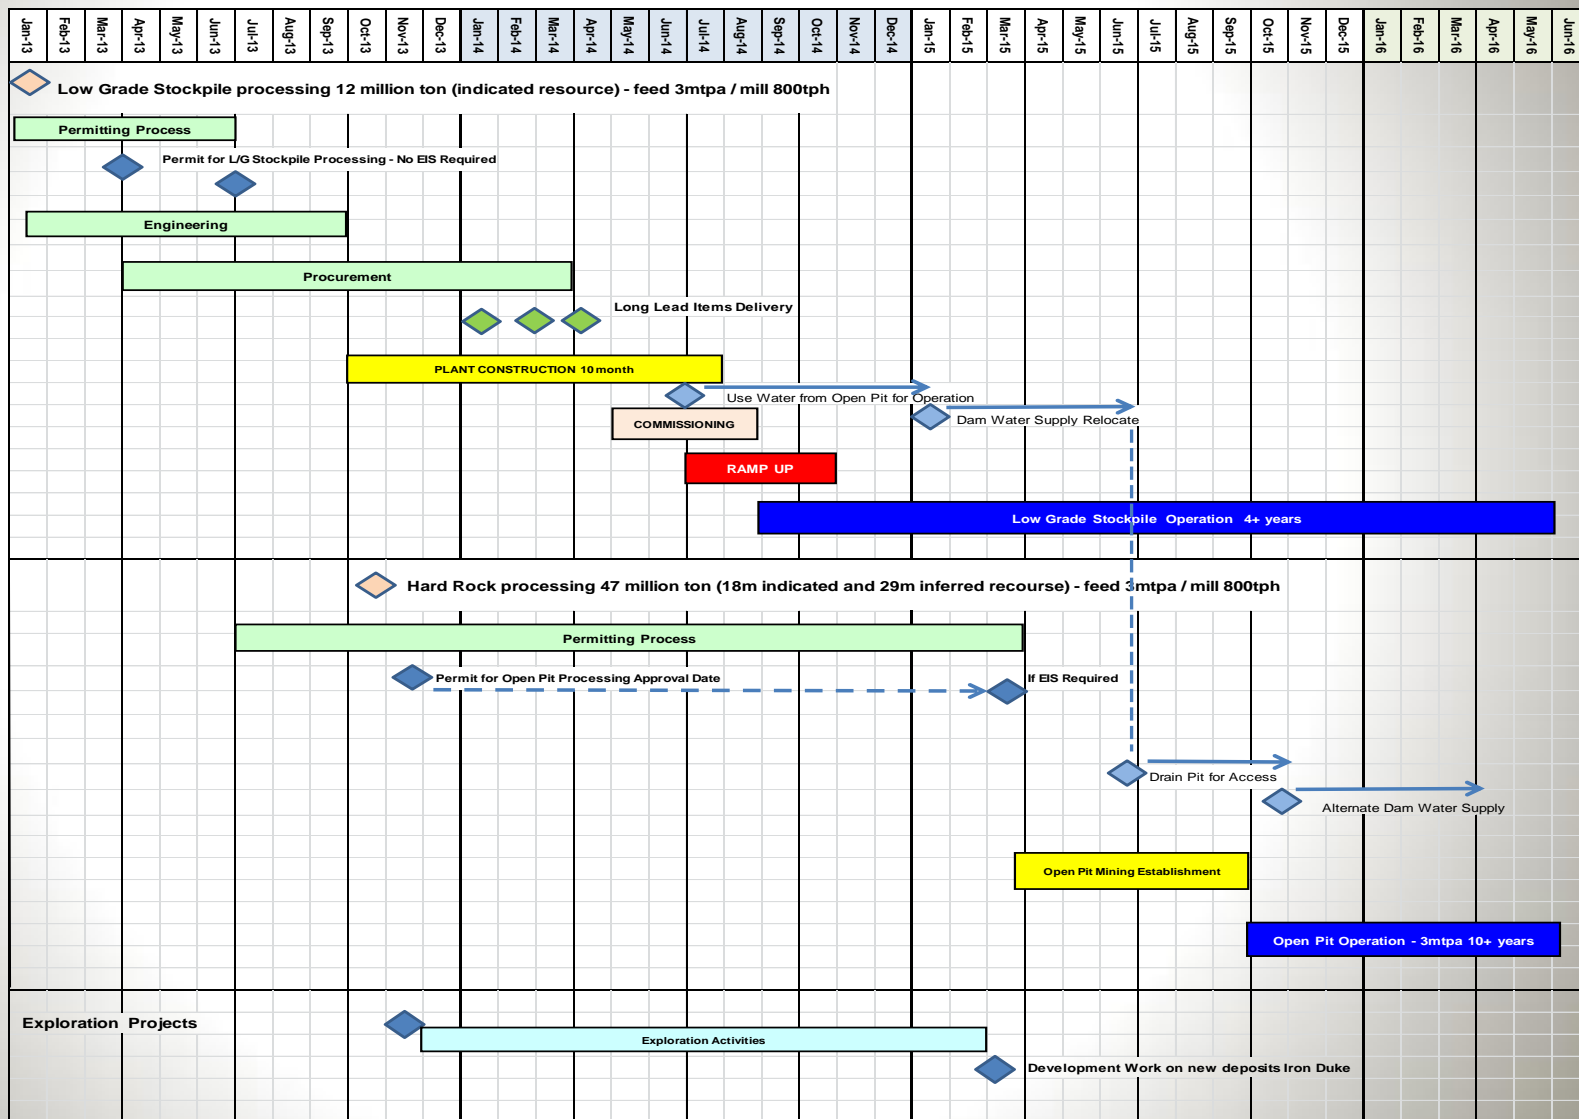 Jan-13 Feb-13 Mar-13 Apr-13 May-13 Jun-13 Jul-13 Aug-13 Sep-13 Oct-13 Nov-13 Dec-13 Jan-14 Feb-14 Mar-14 Apr-14 May-14 Jun-14 Jul-14 Aug-14 Sep-14 Oct-14 Nov-14 Dec-14 Jan-15 Feb-15 Mar-15 Apr-15 May-15 Jun-15 Jul-15 Aug-15 Sep-15 Oct-15 Nov-15 Dec-15 Jan-16 Feb-16 Mar-16 Apr-16 May-16 Jun-16
Low Grade Stockpile processing 12 million ton (indicated resource) - feed 3mtpa / mill 800tph
Permitting Process
Permit for L/G Stockpile Processing - No EIS Required
Engineering
Procurement
Long Lead Items Delivery
PLANT CONSTRUCTION 10 month
Use Water from Open Pit for Operation
COMMISSIONING
Dam Water Supply Relocate
RAMP UP
Low Grade Stockpile Operation 4+ years
Hard Rock processing 47 million ton (18m indicated and 29m inferred recourse) - feed 3mtpa / mill 800tph
Permitting Process
Permit for Open Pit Processing Approval Date
If EIS Required
Drain Pit for Access
Alternate Dam Water Supply
Open Pit Mining Establishment
Open Pit Operation - 3mtpa 10+ years
Exploration Projects
Exploration Activities
Development Work on new deposits Iron Duke